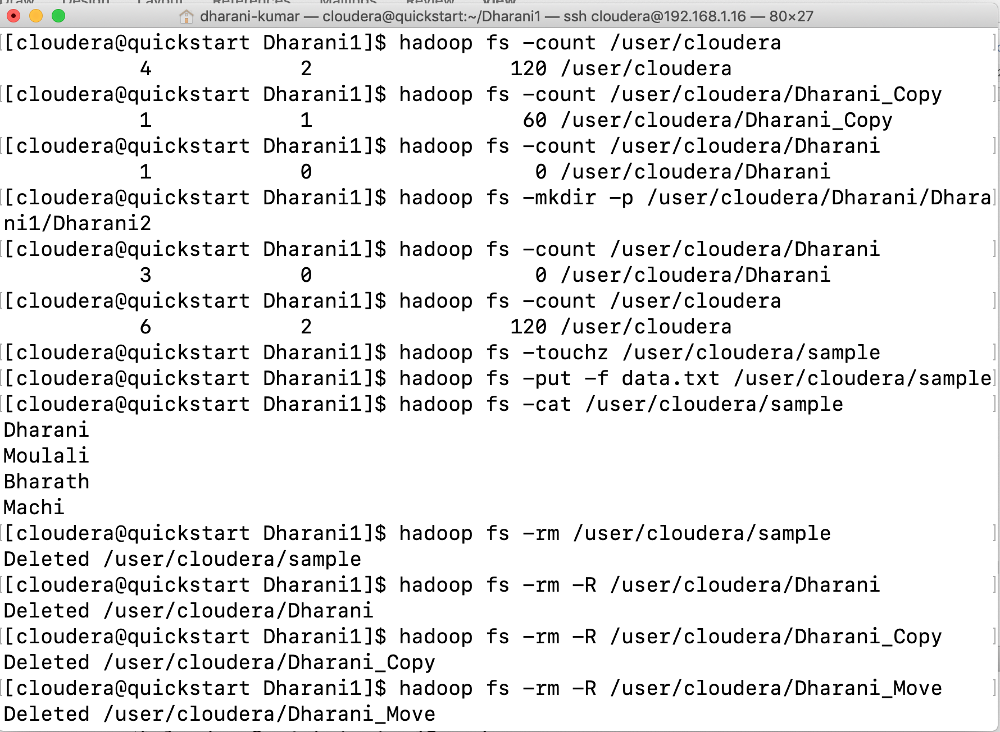 Draw Design Layout References Mailings Review View
dharani-kumar — cloudera@quickstart:~/Dharani1 — ssh cloudera@192.168.1.16 — 80×27
[cloudera@quickstart Dharani1]$ hadoop fs -count /user/cloudera
4 2 120 /user/cloudera
[cloudera@quickstart Dharani1]$ hadoop fs -count /user/cloudera/Dharani_Copy
1 1 60 /user/cloudera/Dharani_Copy
[cloudera@quickstart Dharani1]$ hadoop fs -count /user/cloudera/Dharani
1 0 0 /user/cloudera/Dharani
[cloudera@quickstart Dharani1]$ hadoop fs -mkdir -p /user/cloudera/Dharani/Dhara
ni1/Dharani2
[cloudera@quickstart Dharani1]$ hadoop fs -count /user/cloudera/Dharani
3 0 0 /user/cloudera/Dharani
[cloudera@quickstart Dharani1]$ hadoop fs -count /user/cloudera
6 2 120 /user/cloudera
[cloudera@quickstart Dharani1]$ hadoop fs -touchz /user/cloudera/sample
[cloudera@quickstart Dharani1]$ hadoop fs -put -f data.txt /user/cloudera/sample
[cloudera@quickstart Dharani1]$ hadoop fs -cat /user/cloudera/sample
Dharani
Moulali
Bharath
Machi
[cloudera@quickstart Dharani1]$ hadoop fs -rm /user/cloudera/sample
Deleted /user/cloudera/sample
[cloudera@quickstart Dharani1]$ hadoop fs -rm -R /user/cloudera/Dharani
Deleted /user/cloudera/Dharani
[cloudera@quickstart Dharani1]$ hadoop fs -rm -R /user/cloudera/Dharani_Copy
Deleted /user/cloudera/Dharani_Copy
[cloudera@quickstart Dharani1]$ hadoop fs -rm -R /user/cloudera/Dharani_Move
Deleted /user/cloudera/Dharani_Move